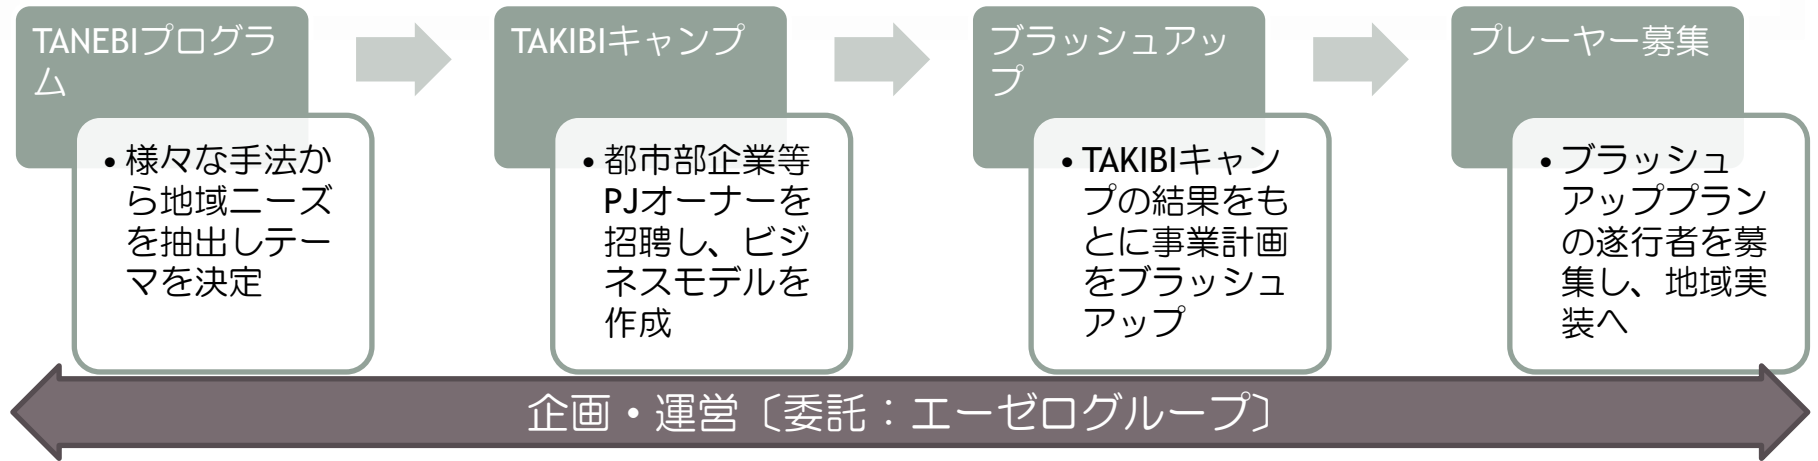 TANEBIプログラ
ム
• 様々な手法か
ら地域ニーズ
を抽出しテー
マを決定
TAKIBIキャンプ
• 都市部企業等
PJオーナーを
招聘し、ビジ
ネスモデルを
作成
ブラッシュアッ
プ
• TAKIBIキャン
プの結果をも
とに事業計画
をブラッシュ
アップ
プレーヤー募集
• ブラッシュ
アッププラン
の遂行者を募
集し、地域実
装へ
企画・運営〔委託：エーゼログループ〕